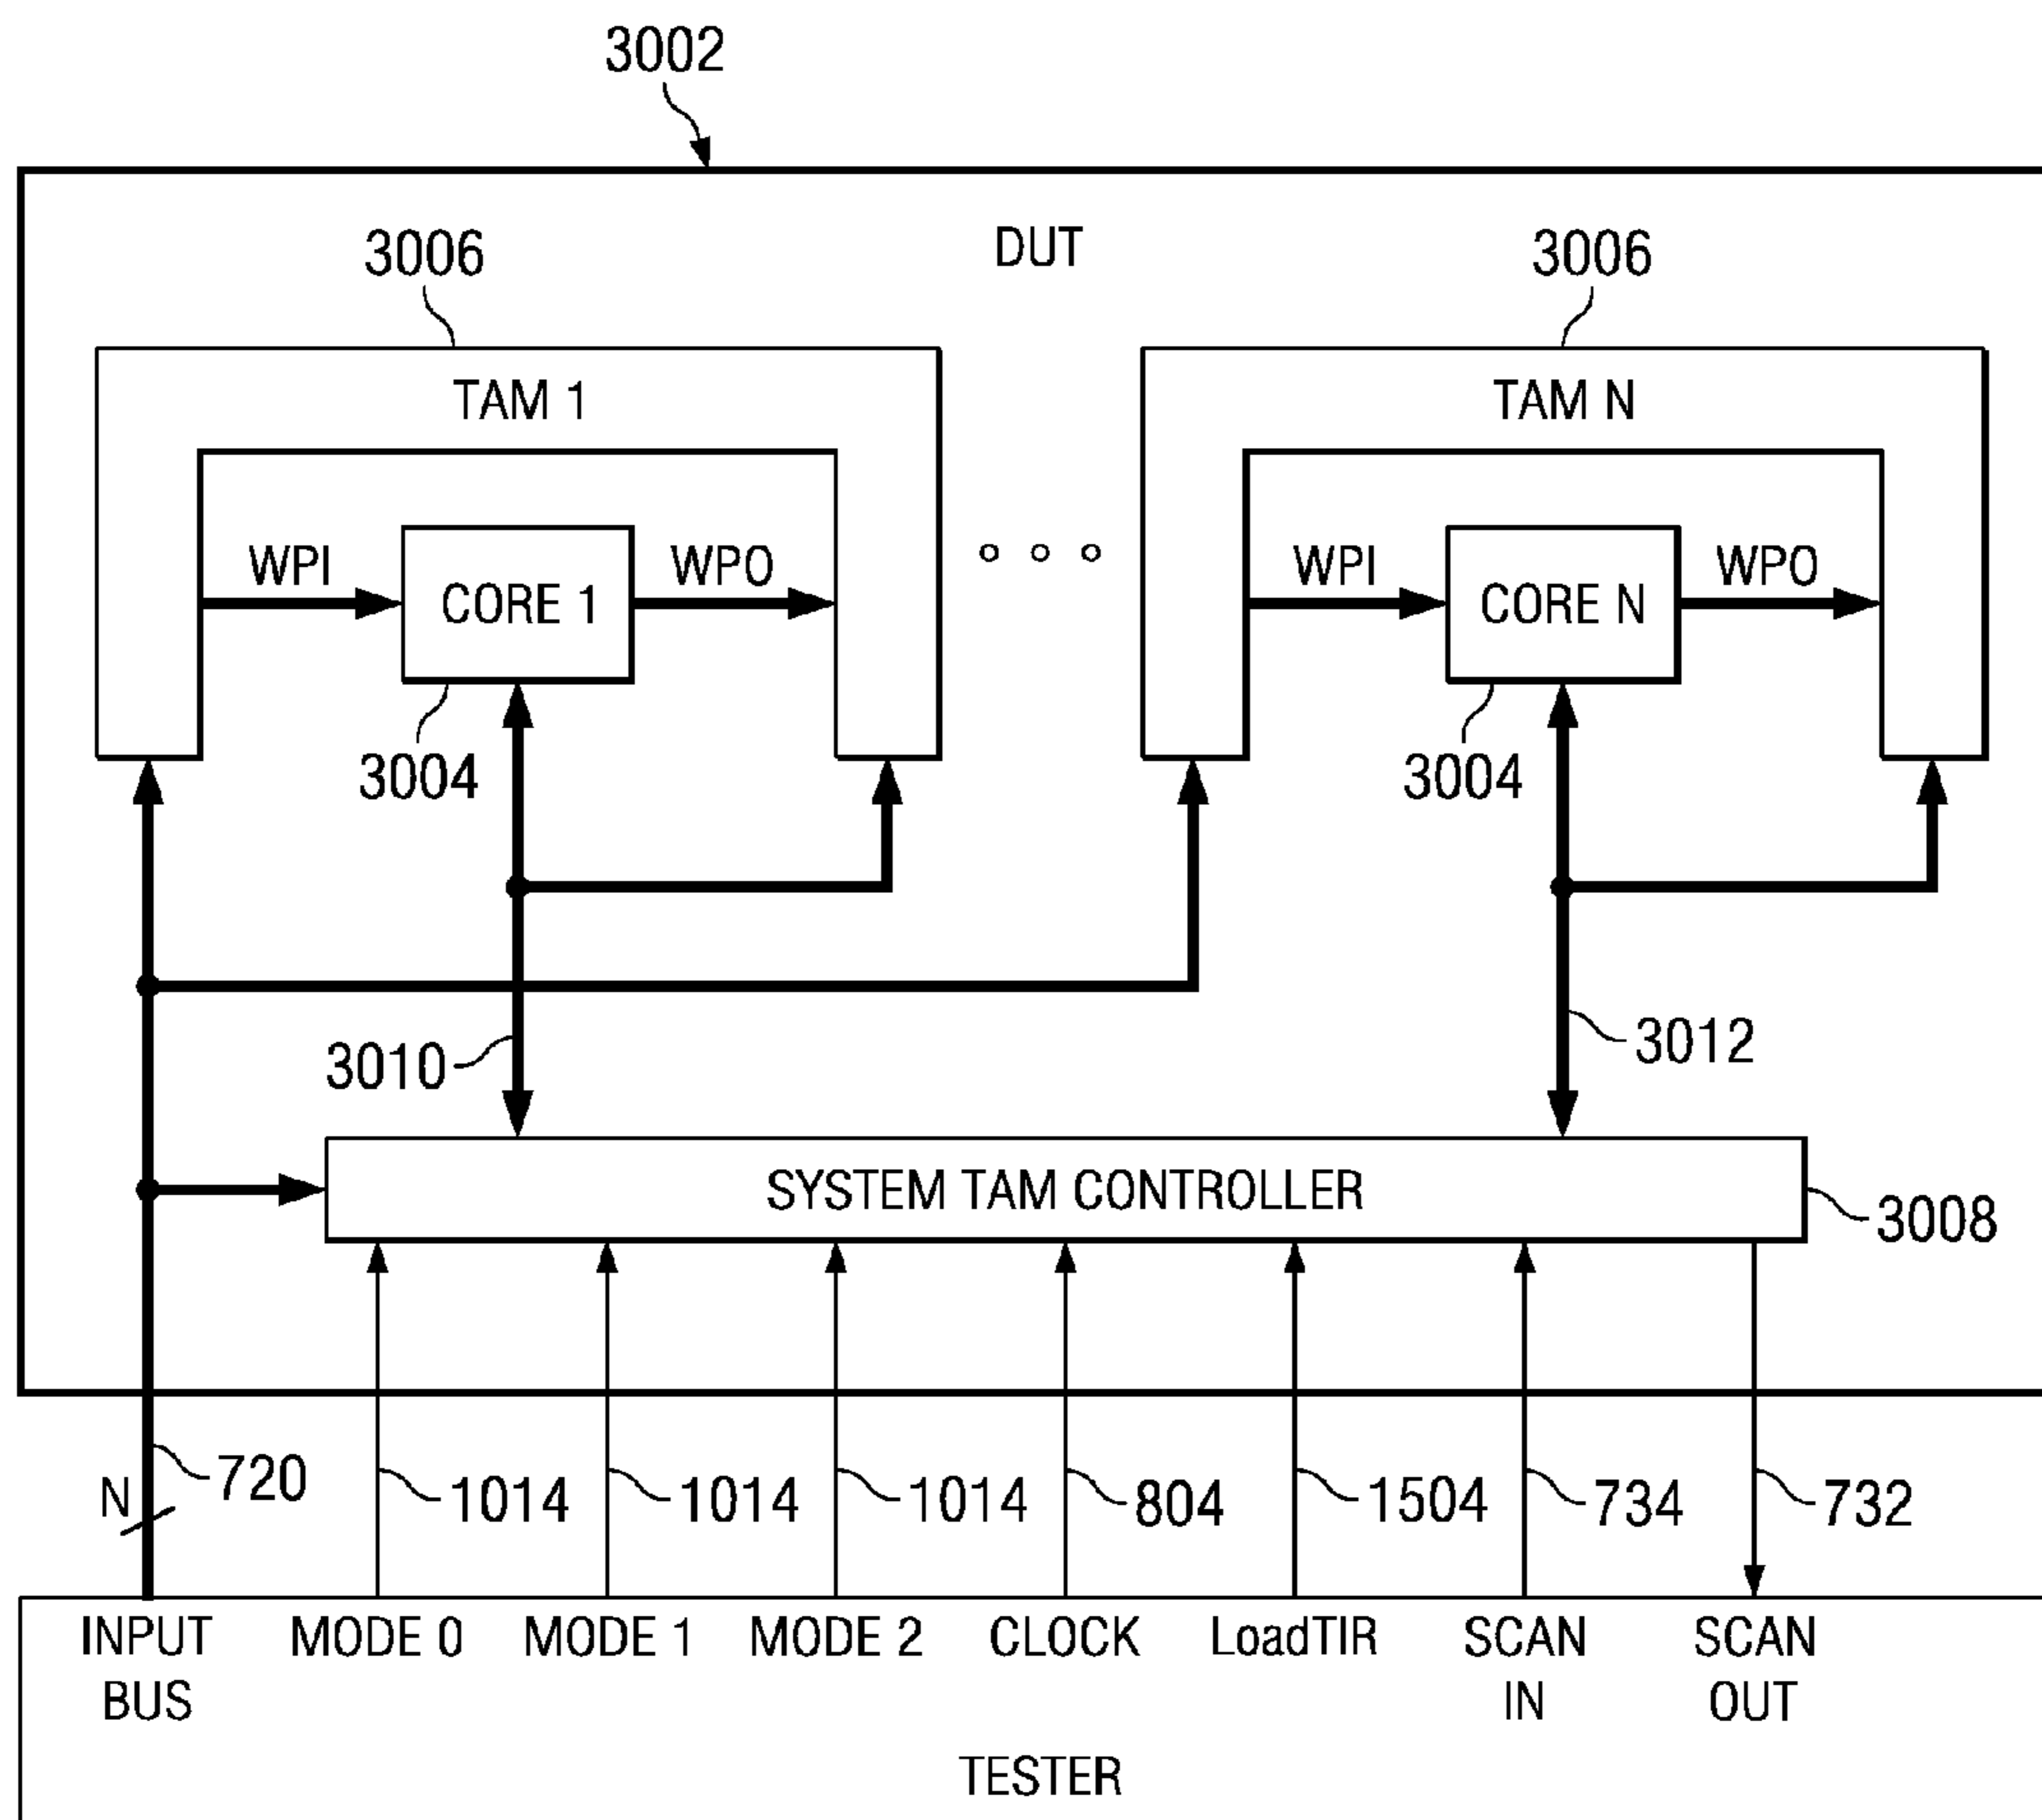 3002
DUT
3006
3006
TAM 1
TAM N
WPI
CORE 1
WPO
WPI
CORE N
WPO
3004
3004
3010
3012
SYSTEM TAM CONTROLLER
3008
N
720
1014
1014
1014
804
1504
734
732
INPUT BUS
MODE 0
MODE 1
MODE 2
CLOCK
LoadTIR
SCAN IN
SCAN OUT
TESTER